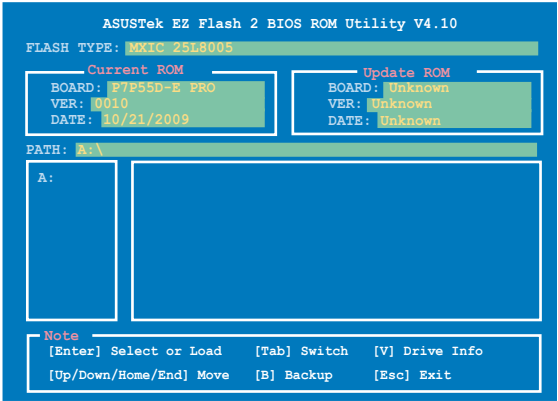 ASUSTek EZ Flash 2 BIOS ROM Utility V4.10
FLASH TYPE: MXIC 25L8005
Current ROM
BOARD: P7P55D-E PRO
VER: 0010
DATE: 10/21/2009
Update ROM
BOARD: Unknown
VER: Unknown
DATE: Unknown
PATH: A:\
A:
Note
[Enter] Select or Load [Tab] Switch [V] Drive Info
[Up/Down/Home/End] Move [B] Backup [Esc] Exit